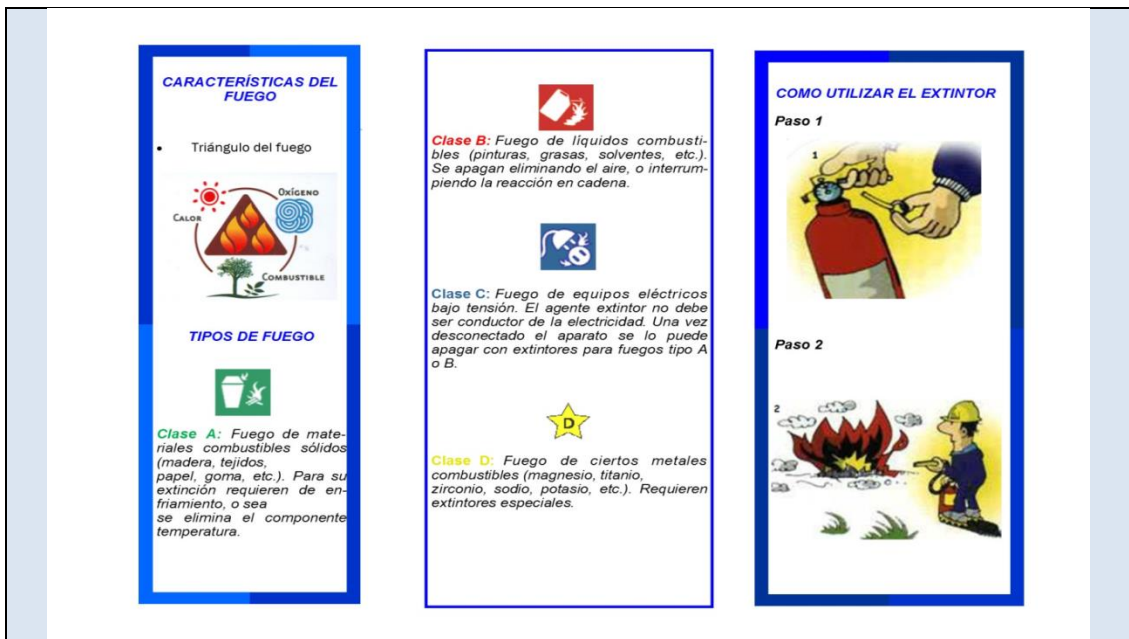 CARACTERÍSTICAS DEL
FUEGO
• Triángulo del fuego
CALOR
OXÍGENO
COMBUSTIBLE
TIPOS DE FUEGO
Clase A: Fuego de mate-
riales combustibles sólidos
(madera, tejidos,
papel, goma, etc.). Para su
extinción requieren de en-
friamiento, o sea
se elimina el componente
temperatura.
Clase B: Fuego de líquidos combusti-
bles (pinturas, grasas, solventes, etc.).
Se apagan eliminando el aire, o interrum-
piendo la reacción en cadena.
Clase C: Fuego de equipos eléctricos
bajo tensión. El agente extintor no debe
ser conductor de la electricidad. Una vez
desconectado el aparato se lo puede
apagar con extintores para fuegos tipo A
o B.
D
Clase D: Fuego de ciertos metales
combustibles (magnesio, titanio,
zirconio, sodio, potasio, etc.). Requieren
extintores especiales.
COMO UTILIZAR EL EXTINTOR
Paso 1
1
Paso 2
2